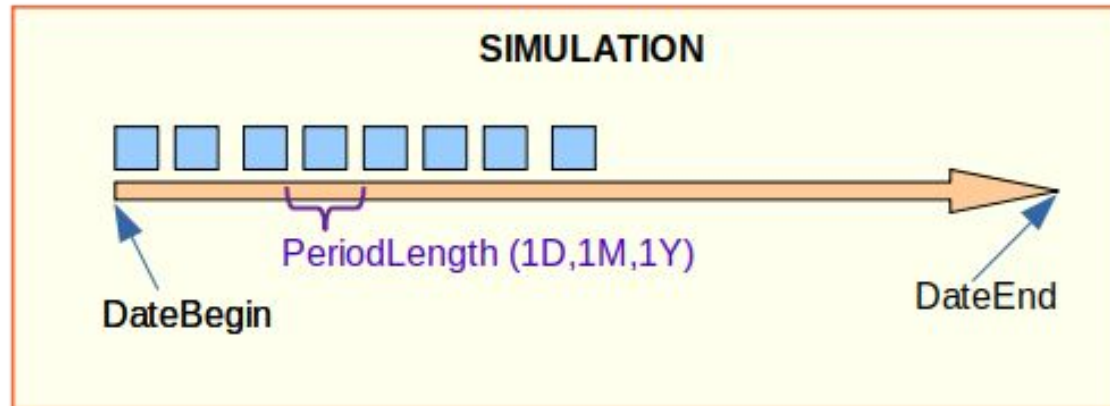 SIMULATION
PeriodLength (1D,1M,1Y)
DateBegin
DateEnd